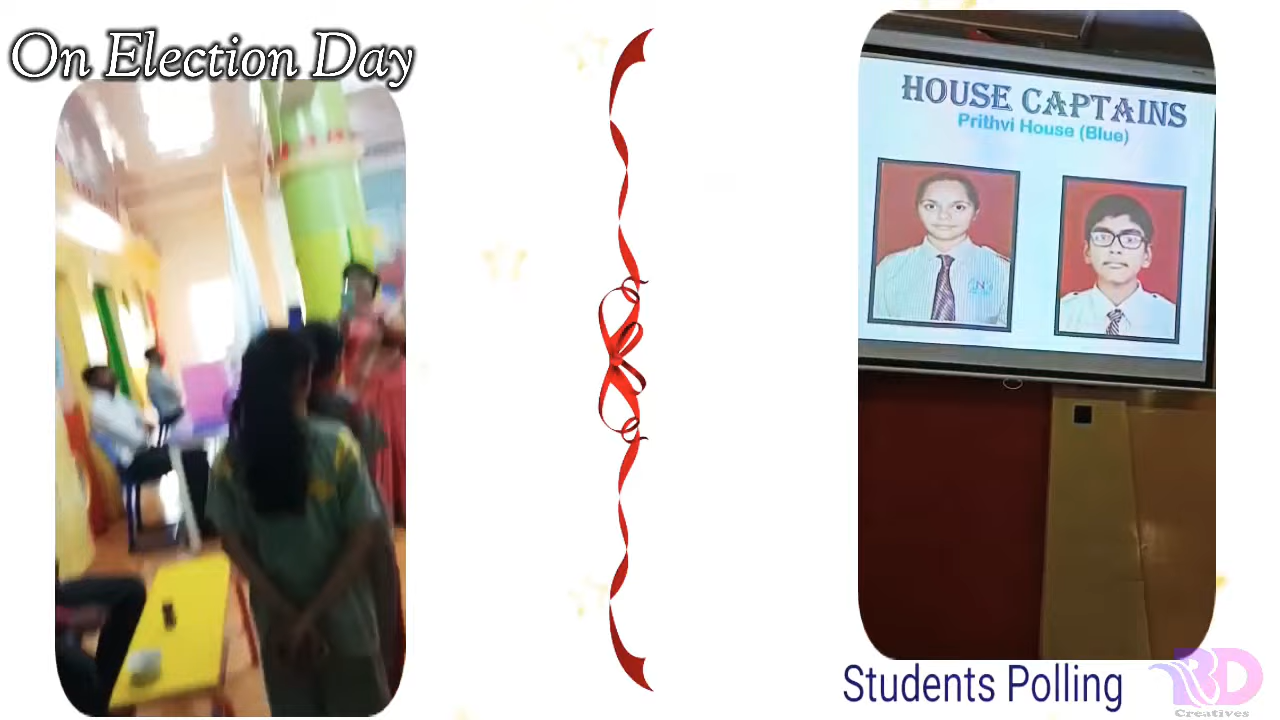 On Election Day
HOUSE CAPTAINS
Prithvi House (Blue)
Students Polling
RD
Creatives